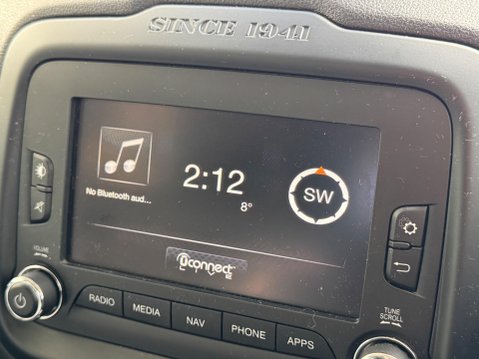 SINCE 1941
No Bluetooth aud...
2:12
8°
SW
uconnect
VOLUME
RADIO
MEDIA
NAV
PHONE
APPS
TUNE
SCROLL